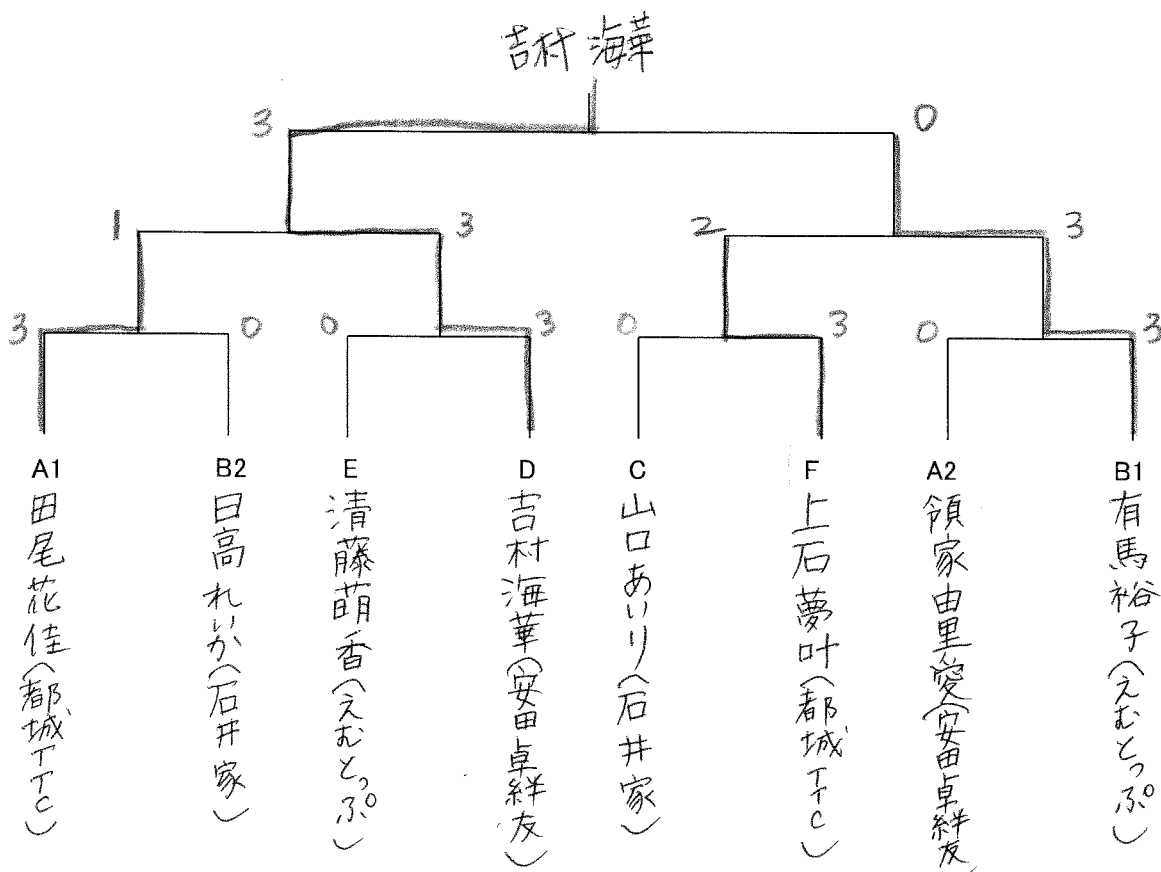 吉村 海華
3
0
1
3
2
3
3
0
0
3
0
3
0
3
A1
B2
E
D
C
F
A2
B1
田尾花佳(都城TTC)
日高れいか(石井家)
清藤萌香(えむとっぷ)
吉村海華(安田卓絆友)
山口あいり(石井家)
上石夢叶(都城TTC)
領家由里愛(安田卓絆友)
有馬裕子(えむとっぷ)